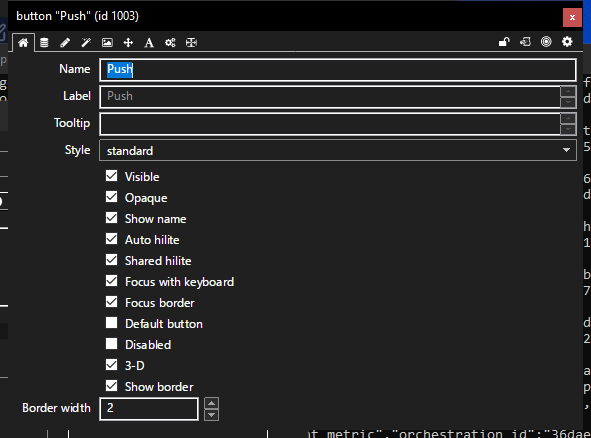 button "Push" (id 1003)
x
A
Name
Push
Label
Push
Tooltip
Style
standard
Visible
Opaque
Show name
Auto hilite
Shared hilite
Focus with keyboard
Focus border
Default button
Disabled
3-D
Show border
Border width
2
metric","orchestration_id":"36dae